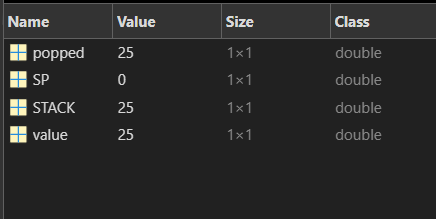 Name Value Size Class
popped 25 1×1 double
SP 0 1×1 double
STACK 25 1×1 double
value 25 1×1 double